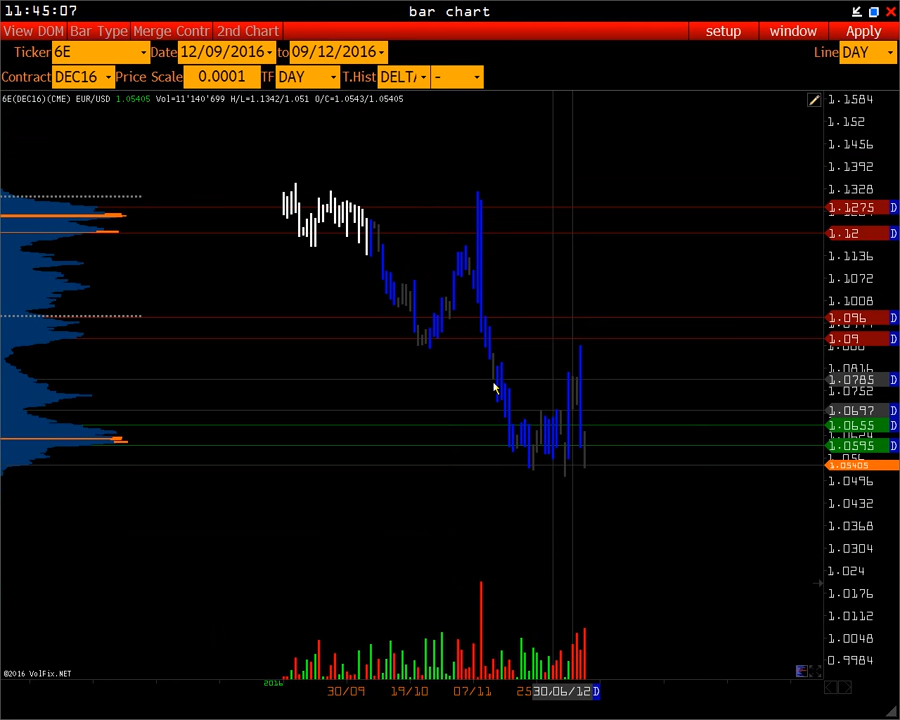 11:45:07 bar chart
View DOM Bar Type Merge Contr 2nd Chart setup window Apply
Ticker 6E Date 12/09/2016 to 09/12/2016 Line DAY
Contract DEC16 Price Scale 0.0001 TF DAY T.Hist DELTA -
6E(DEC16)(CME) EUR/USD 1.05405 Vol=11'140'699 H/L=1.1342/1.051 O/C=1.0543/1.05405
1.1584
1.152
1.1456
1.1392
1.1328
1.1275 D
1.12 D
1.1136
1.1072
1.1008
1.096 D
1.09 D
1.0816
1.0785 D
1.0752
1.0697 D
1.0655 D
1.0595 D
1.05405
1.0496
1.0432
1.0368
1.0304
1.024
1.0176
1.0112
1.0048
0.9984
©2016 VolFix.NET
2016
30/09 19/10 07/11 25 30/06/12 D